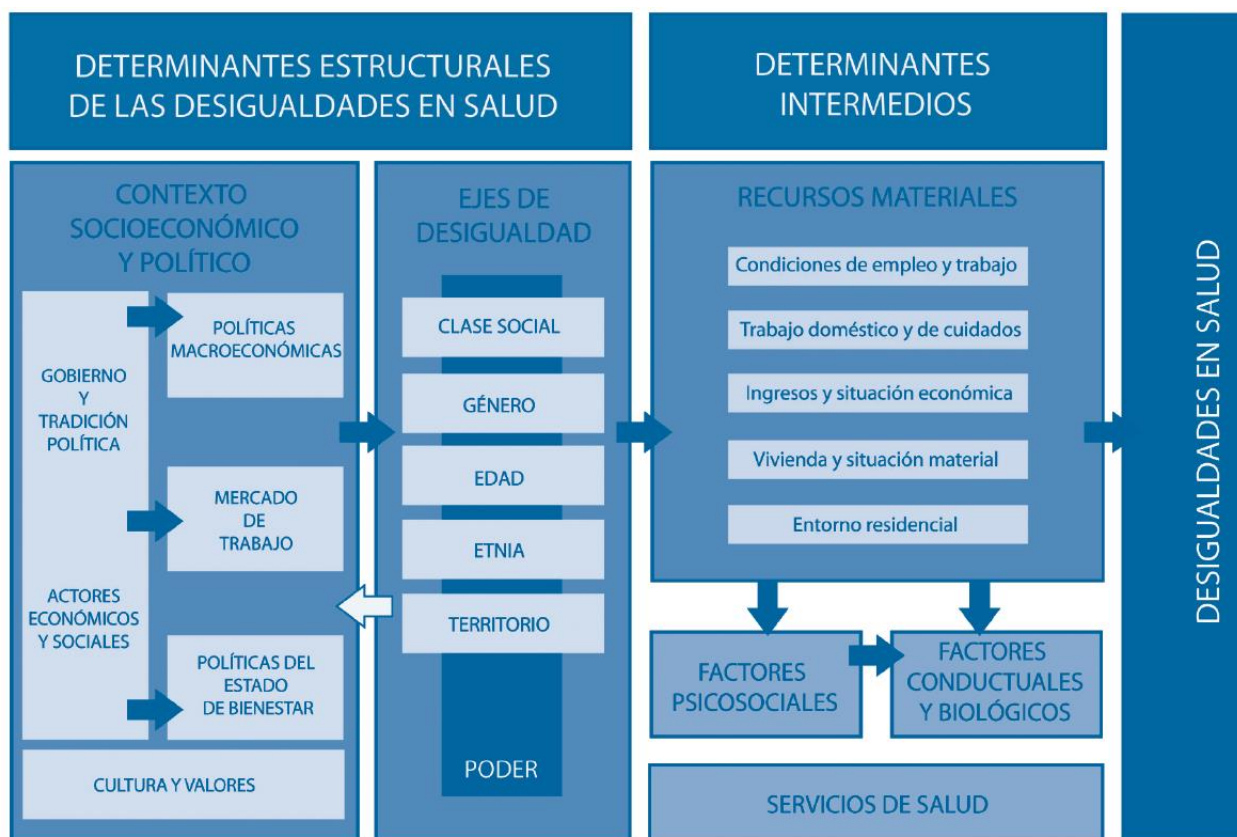 DETERMINANTES ESTRUCTURALES
DE LAS DESIGUALDADES EN SALUD
CONTEXTO
SOCIOECONÓMICO
Y POLÍTICO
GOBIERNO
Y
TRADICIÓN
POLÍTICA
ACTORES
ECONÓMICOS
Y SOCIALES
POLÍTICAS
MACROECONÓMICAS
MERCADO
DE
TRABAJO
POLÍTICAS DEL
ESTADO
DE BIENESTAR
CULTURA Y VALORES
EJES DE
DESIGUALDAD
CLASE SOCIAL
GÉNERO
EDAD
ETNIA
TERRITORIO
PODER
DETERMINANTES
INTERMEDIOS
RECURSOS MATERIALES
Condiciones de empleo y trabajo
Trabajo doméstico y de cuidados
Ingresos y situación económica
Vivienda y situación material
Entorno residencial
FACTORES
PSICOSOCIALES
FACTORES
CONDUCTUALES
Y BIOLÓGICOS
SERVICIOS DE SALUD
DESIGUALDADES EN SALUD